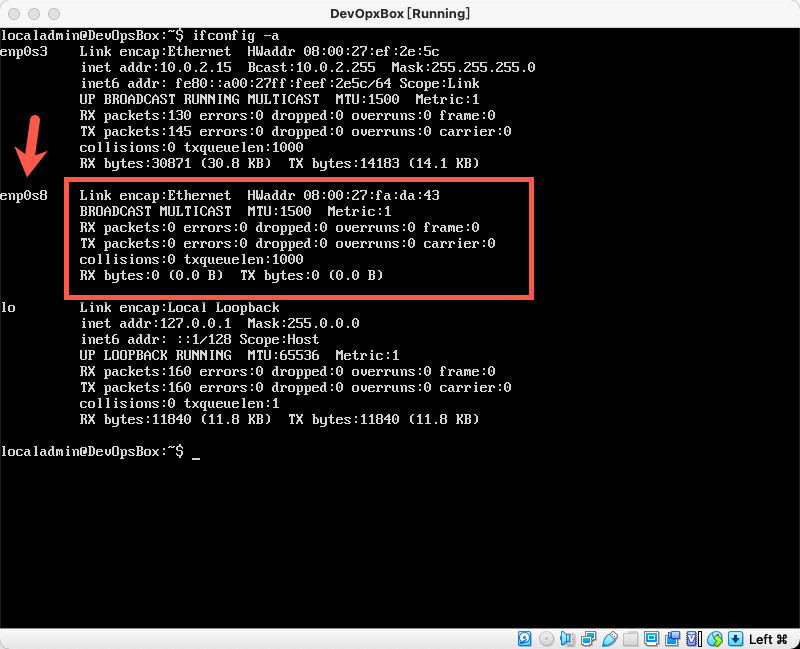 DevOpxBox [Running]
localadmin@DevOpsBox:~$ ifconfig -a
enp0s3    Link encap:Ethernet  HWaddr 08:00:27:ef:2e:5c
          inet addr:10.0.2.15  Bcast:10.0.2.255  Mask:255.255.255.0
          inet6 addr: fe80::a00:27ff:feef:2e5c/64 Scope:Link
          UP BROADCAST RUNNING MULTICAST  MTU:1500  Metric:1
          RX packets:130 errors:0 dropped:0 overruns:0 frame:0
          TX packets:145 errors:0 dropped:0 overruns:0 carrier:0
          collisions:0 txqueuelen:1000
          RX bytes:30871 (30.8 KB)  TX bytes:14183 (14.1 KB)
enp0s8    Link encap:Ethernet  HWaddr 08:00:27:fa:da:43
          BROADCAST MULTICAST  MTU:1500  Metric:1
          RX packets:0 errors:0 dropped:0 overruns:0 frame:0
          TX packets:0 errors:0 dropped:0 overruns:0 carrier:0
          collisions:0 txqueuelen:1000
          RX bytes:0 (0.0 B)  TX bytes:0 (0.0 B)
lo        Link encap:Local Loopback
          inet addr:127.0.0.1  Mask:255.0.0.0
          inet6 addr: ::1/128 Scope:Host
          UP LOOPBACK RUNNING  MTU:65536  Metric:1
          RX packets:160 errors:0 dropped:0 overruns:0 frame:0
          TX packets:160 errors:0 dropped:0 overruns:0 carrier:0
          collisions:0 txqueuelen:1
          RX bytes:11840 (11.8 KB)  TX bytes:11840 (11.8 KB)
localadmin@DevOpsBox:~$ _
Left ⌘